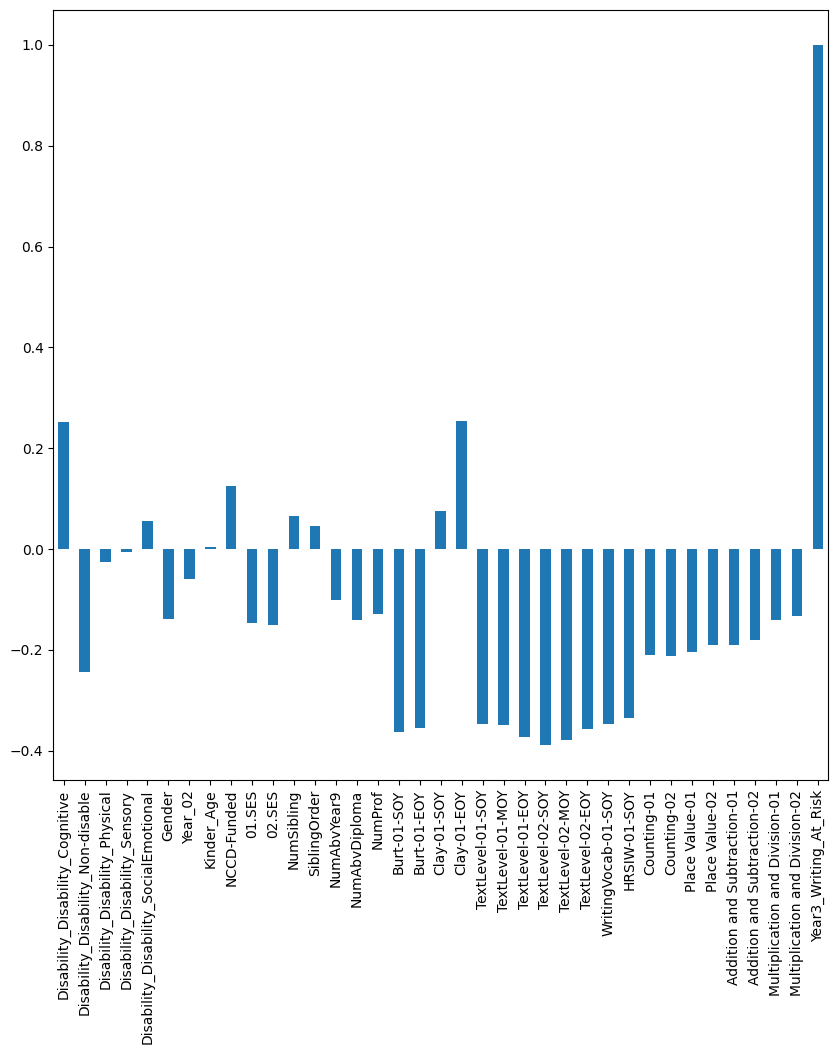 1.0
0.8
0.6
0.4
0.2
0.0
−0.2
−0.4
Disability_Disability_Cognitive
Disability_Disability_Non-disable
Disability_Disability_Physical
Disability_Disability_Sensory
Disability_Disability_SocialEmotional
Gender
Year_02
Kinder_Age
NCCD-Funded
01.SES
02.SES
NumSibling
SiblingOrder
NumAbvYear9
NumAbvDiploma
NumProf
Burt-01-SOY
Burt-01-EOY
Clay-01-SOY
Clay-01-EOY
TextLevel-01-SOY
TextLevel-01-MOY
TextLevel-01-EOY
TextLevel-02-SOY
TextLevel-02-MOY
TextLevel-02-EOY
WritingVocab-01-SOY
HRSIW-01-SOY
Counting-01
Counting-02
Place Value-01
Place Value-02
Addition and Subtraction-01
Addition and Subtraction-02
Multiplication and Division-01
Multiplication and Division-02
Year3_Writing_At_Risk